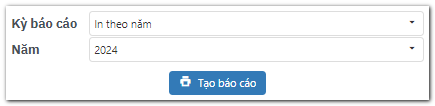 Kỳ báo cáo In theo năm
Năm 2024
Tạo báo cáo